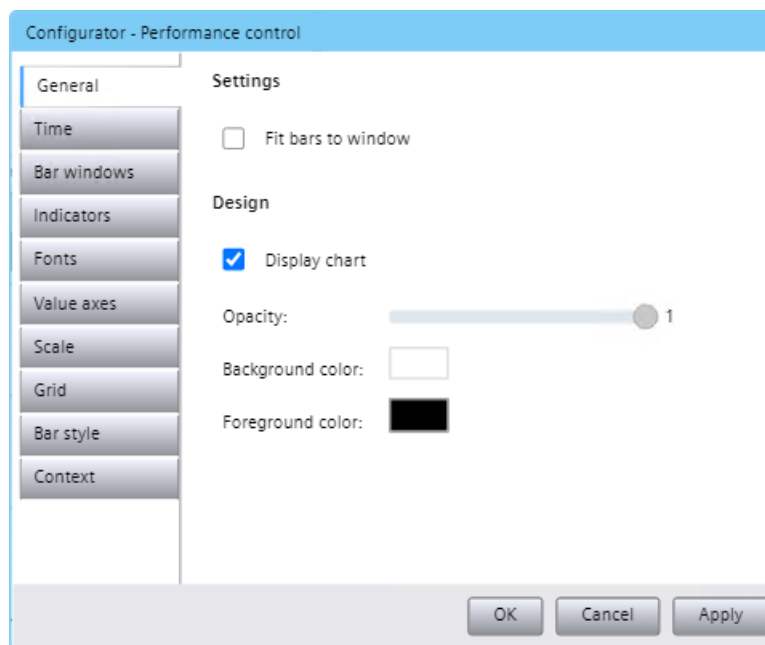 Configurator - Performance control
General
Time
Bar windows
Indicators
Fonts
Value axes
Scale
Grid
Bar style
Context
Settings
Fit bars to window
Design
Display chart
Opacity: 1
Background color:
Foreground color:
OK Cancel Apply